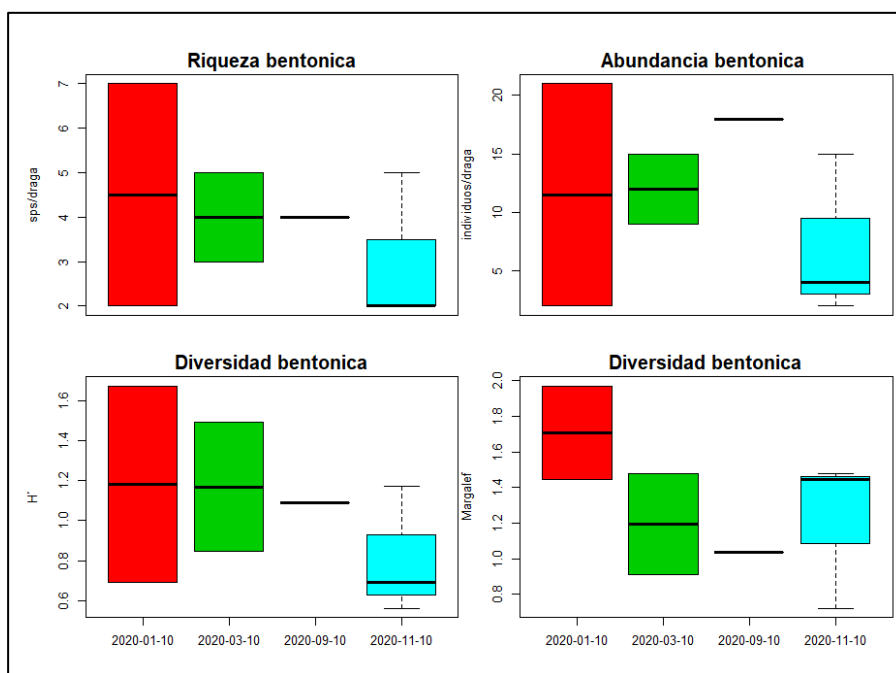 Riqueza bentonica
sps/draga
7
6
5
4
3
2
Abundancia bentonica
individuos/draga
20
15
10
5
Diversidad bentonica
H'
1.6
1.4
1.2
1.0
0.8
0.6
2020-01-10 2020-03-10 2020-09-10 2020-11-10
Diversidad bentonica
Margalef
2.0
1.8
1.6
1.4
1.2
1.0
0.8
2020-01-10 2020-03-10 2020-09-10 2020-11-10